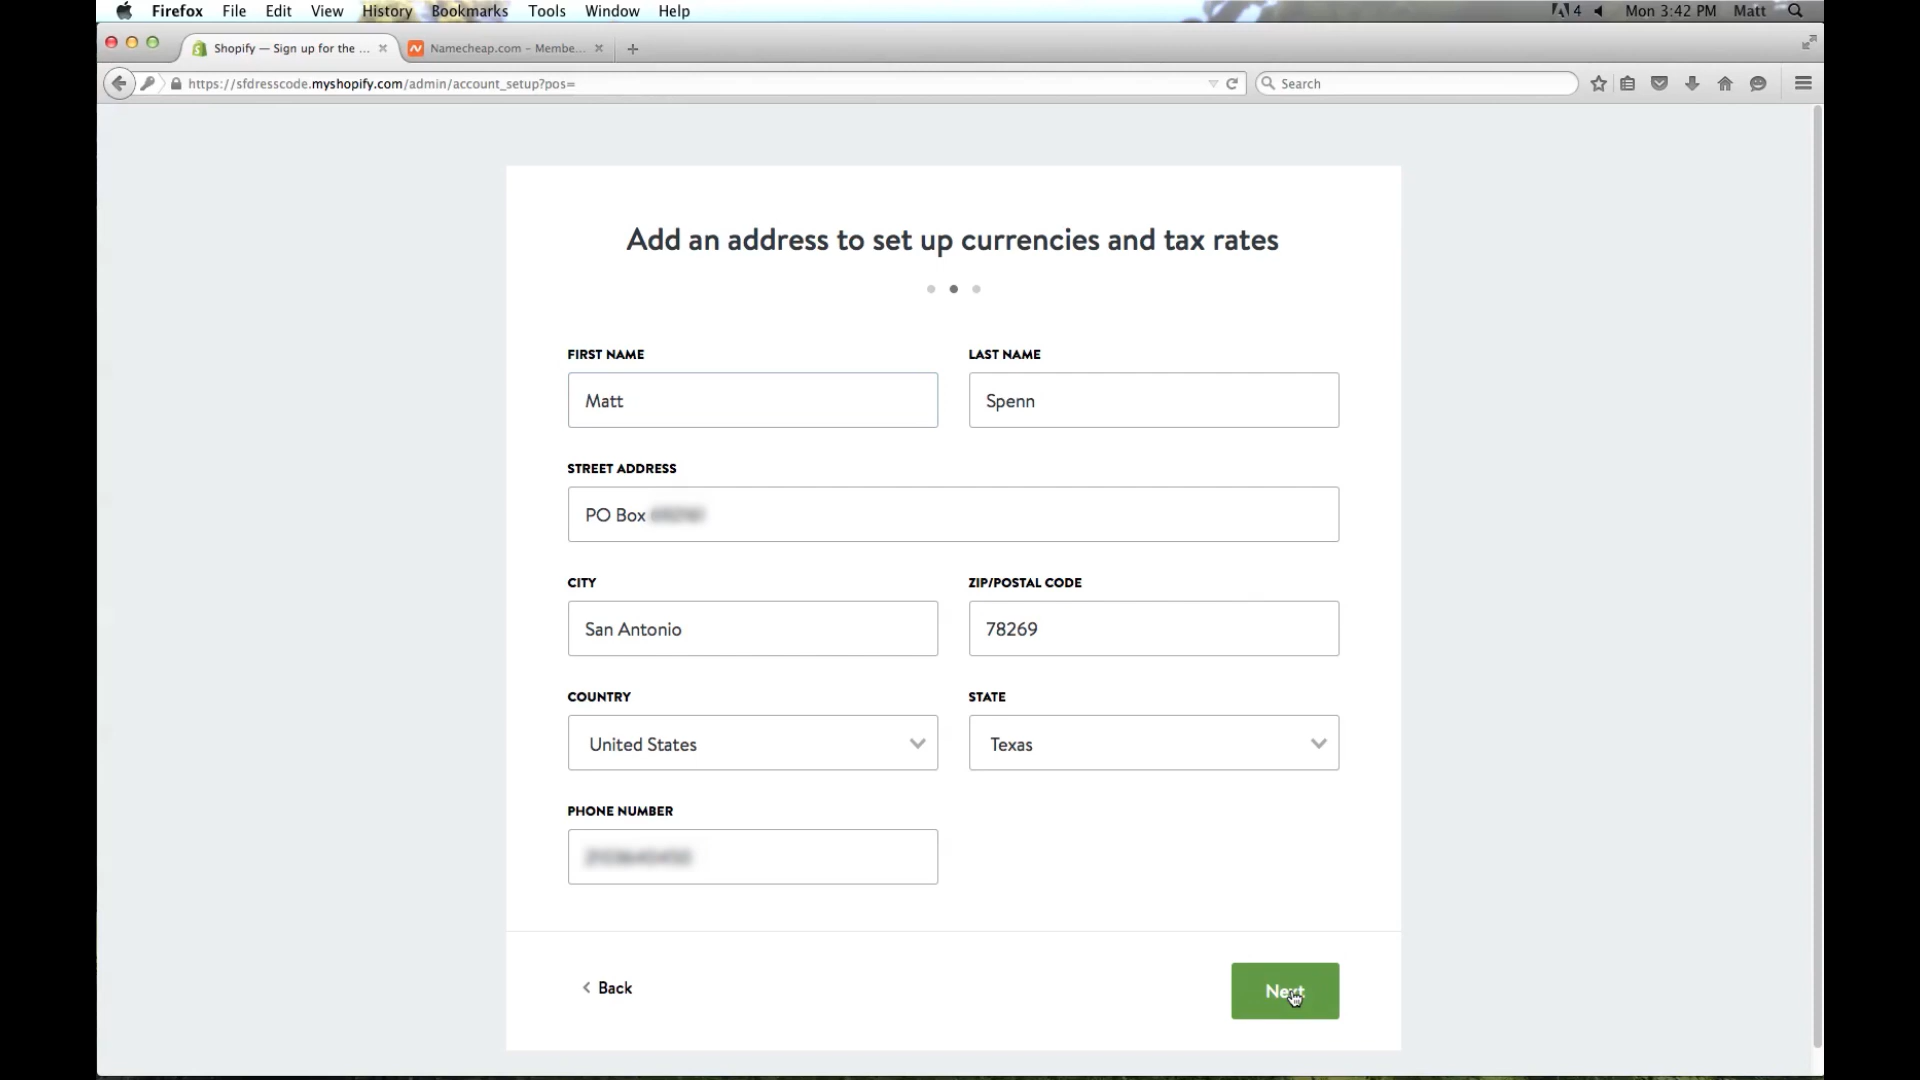 Firefox File Edit View History Bookmarks Tools Window Help 4 Mon 3:42 PM Matt
Shopify — Sign up for the ... Namecheap.com – Membe...
https://sfdresscode.myshopify.com/admin/account_setup?pos= Search
Add an address to set up currencies and tax rates
FIRST NAME LAST NAME
Matt Spenn
STREET ADDRESS
PO Box
CITY ZIP/POSTAL CODE
San Antonio 78269
COUNTRY STATE
United States Texas
PHONE NUMBER
Back Next